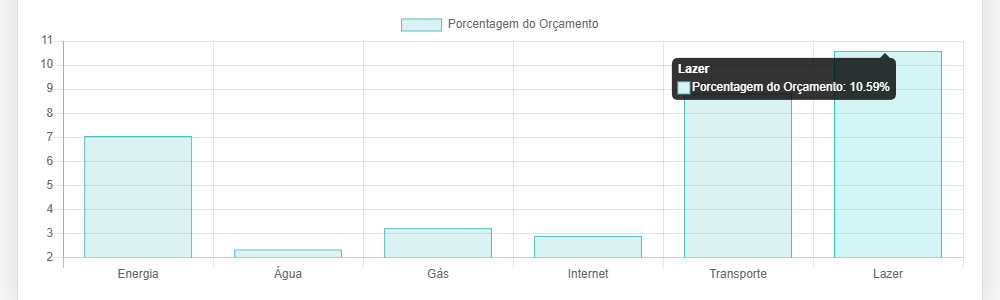 Porcentagem do Orçamento
11
10
9
8
7
6
5
4
3
2
Lazer
Porcentagem do Orçamento: 10.59%
Energia Água Gás Internet Transporte Lazer